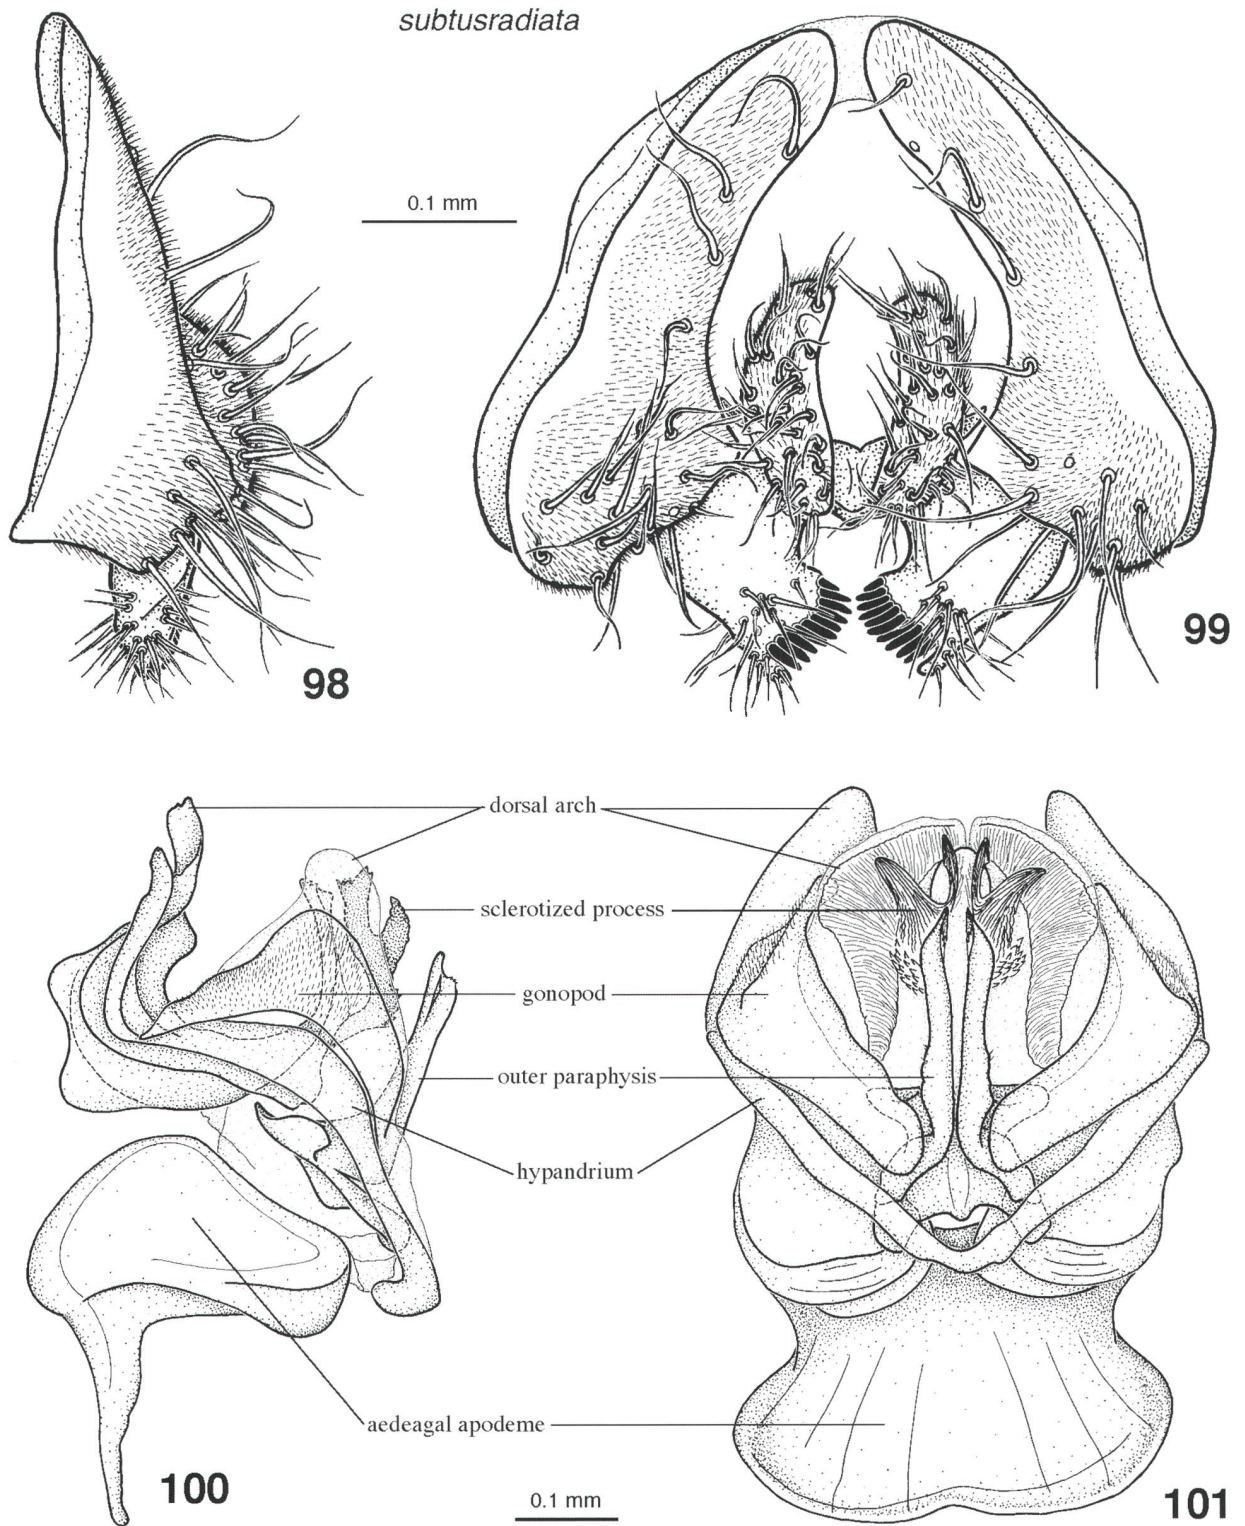 subtusradiata
0.1 mm
98
99
dorsal arch
sclerotized process
gonopod
outer paraphysis
hypandrium
aedeagal apodeme
100
0.1 mm
101